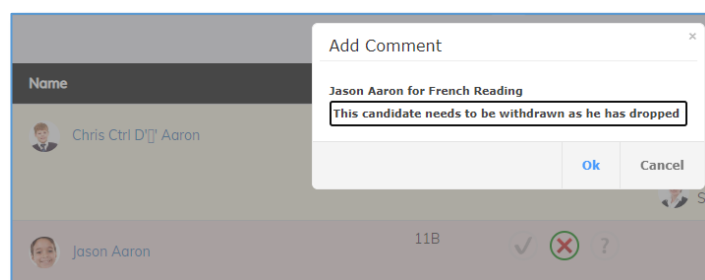 Add Comment
×
Name
Jason Aaron for French Reading
This candidate needs to be withdrawn as he has dropped
Chris Ctrl D'[]' Aaron
Ok Cancel
S
Jason Aaron 11B ?